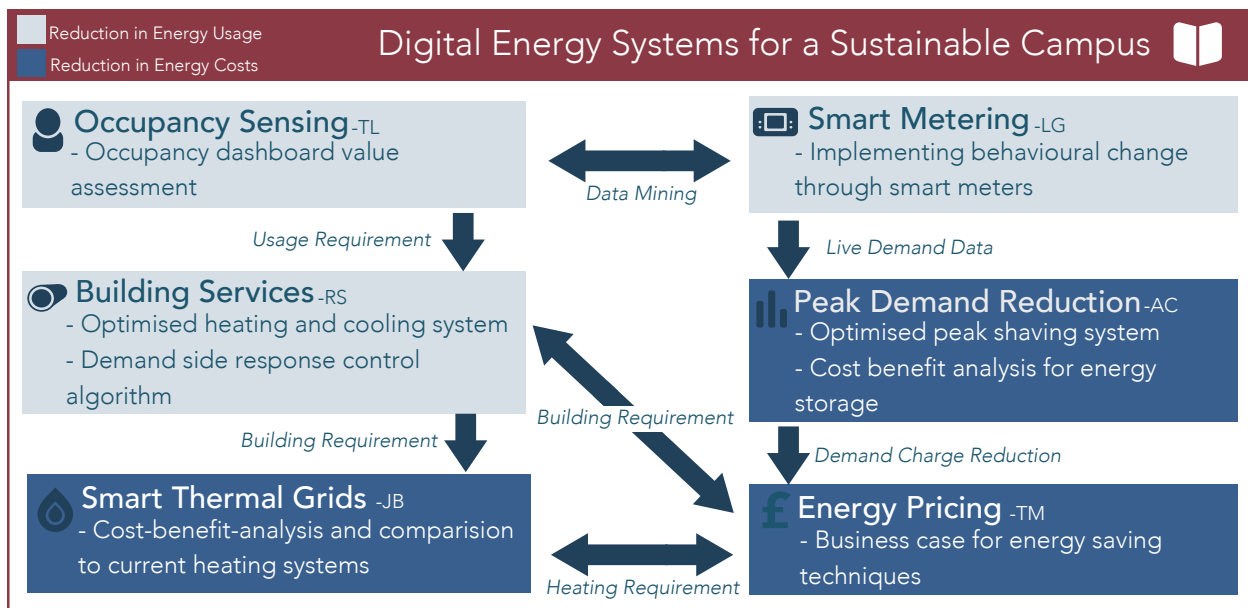 Reduction in Energy Usage
Reduction in Energy Costs
Digital Energy Systems for a Sustainable Campus
Occupancy Sensing -TL
- Occupancy dashboard value
assessment
Data Mining
Smart Metering -LG
- Implementing behavioural change
through smart meters
Usage Requirement
Live Demand Data
Building Services -RS
- Optimised heating and cooling system
- Demand side response control
algorithm
Peak Demand Reduction -AC
- Optimised peak shaving system
- Cost benefit analysis for energy
storage
Building Requirement
Building Requirement
Demand Charge Reduction
Smart Thermal Grids -JB
- Cost-benefit-analysis and comparision
to current heating systems
Heating Requirement
£ Energy Pricing -TM
- Business case for energy saving
techniques